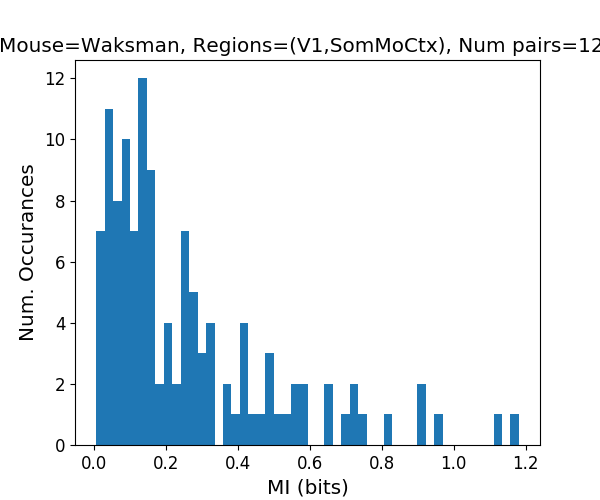 Mouse=Waksman, Regions=(V1,SomMoCtx), Num pairs=12
12
10
8
6
4
2
0
Num. Occurances
0.0 0.2 0.4 0.6 0.8 1.0 1.2
MI (bits)